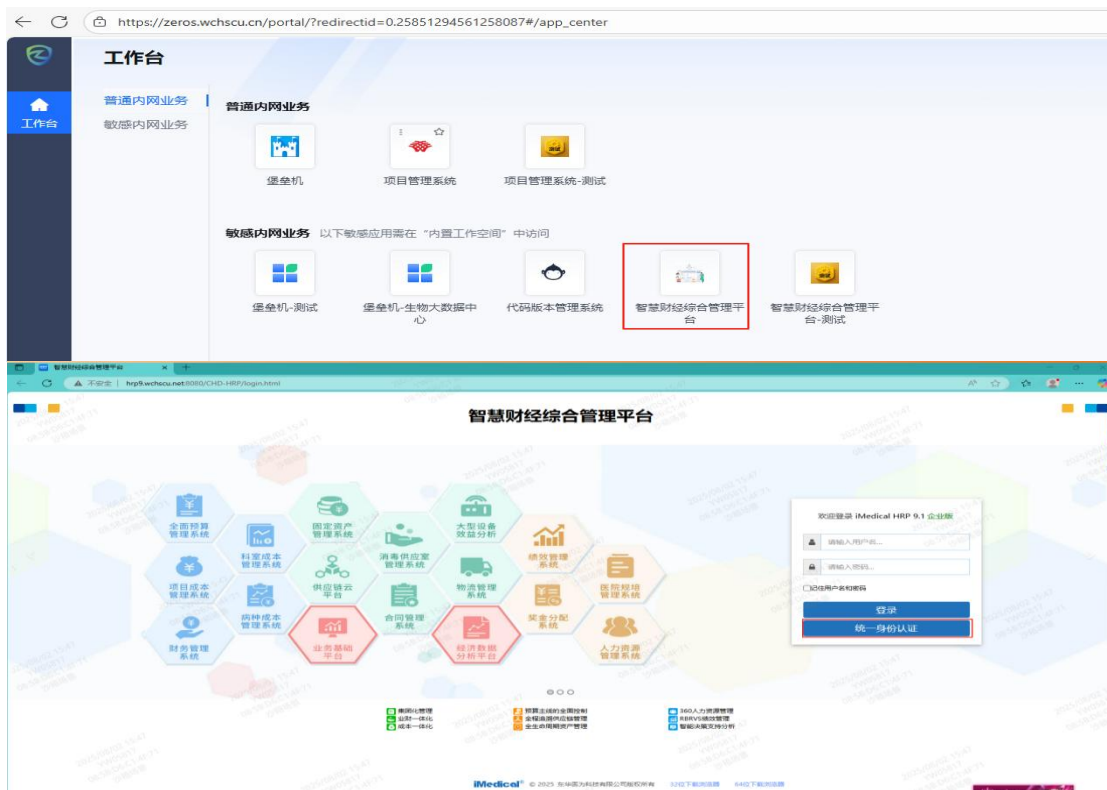 https://zeros.wchscu.cn/portal/?redirectid=0.25851294561258087#/app_center
工作台
工作台
普通内网业务
敏感内网业务
普通内网业务
堡垒机
项目管理系统
项目管理系统-测试
敏感内网业务 以下敏感应用需在“内置工作空间”中访问
堡垒机-测试
堡垒机-生物大数据中心
代码版本管理系统
智慧财经综合管理平台
智慧财经综合管理平台-测试
智慧财经综合管理平台
不安全 | hrp9.wchscu.net:8080/CHD-HRP/login.html
智慧财经综合管理平台
全面预算管理系统
固定资产管理系统
大型设备效益分析
科室成本管理系统
消毒供应室管理系统
绩效管理系统
项目成本管理系统
供应链云平台
物流管理系统
医院规培管理系统
病种成本管理系统
合同管理系统
奖金分配系统
财务管理系统
业务基础平台
经济数据分析平台
人力资源管理系统
欢迎登录 iMedical HRP 9.1 企业版
请输入用户名...
请输入密码...
记住用户名和密码
登录
统一身份认证
集团化管理
业财一体化
成本一体化
预算主线的全面控制
全程追溯供应链管理
全生命周期资产管理
360人力资源管理
RBRVS绩效管理
智能决策支持分析
iMedical® © 2025 东华医为科技有限公司版权所有 32位下载浏览器 64位下载浏览器